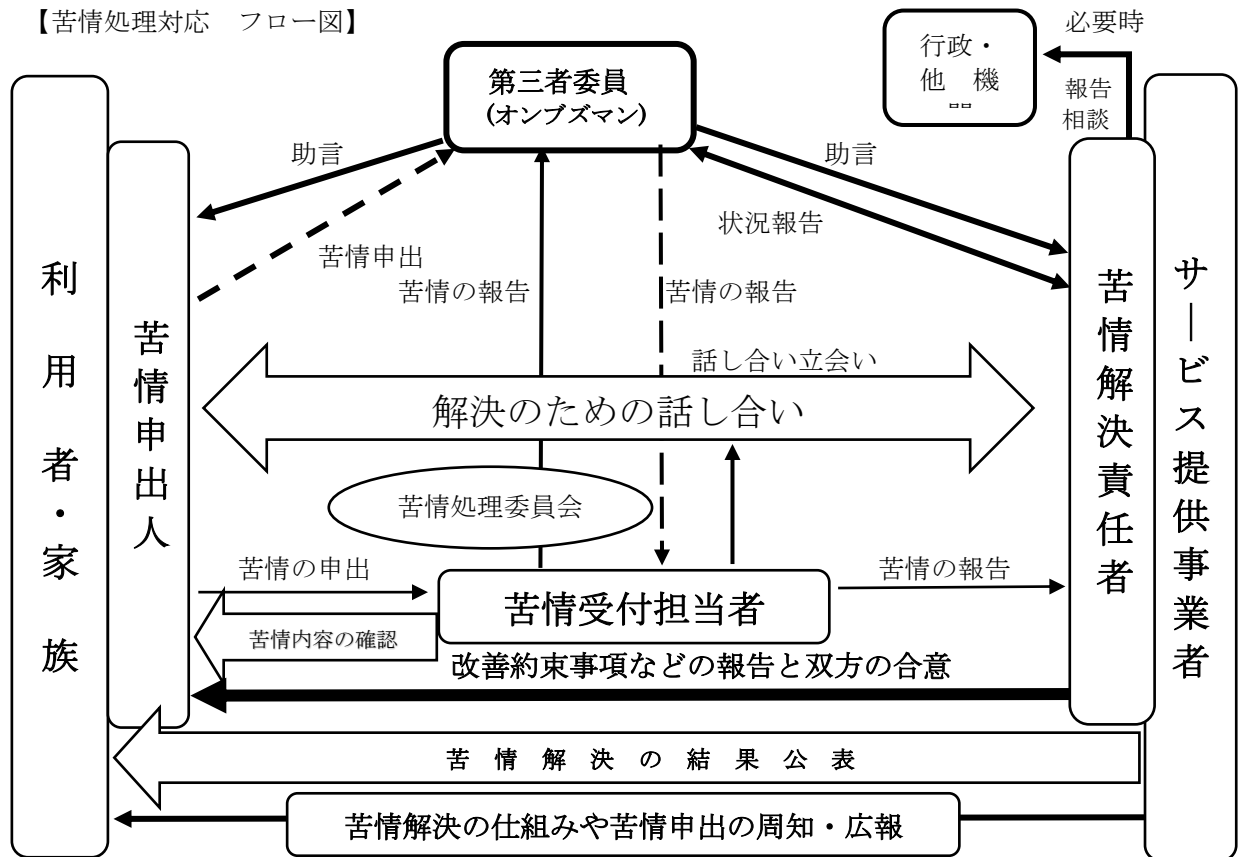 【苦情処理対応　フロー図】
必要時
行政・
他　機
第三者委員
(オンブズマン)
報告
相談
助言
助言
状況報告
苦情申出
苦情の報告
苦情の報告
利用者・家族
苦情申出人
苦情解決責任者
サービス提供事業者
話し合い立会い
解決のための話し合い
苦情処理委員会
苦情の申出
苦情の報告
苦情受付担当者
苦情内容の確認
改善約束事項などの報告と双方の合意
苦情解決の結果公表
苦情解決の仕組みや苦情申出の周知・広報